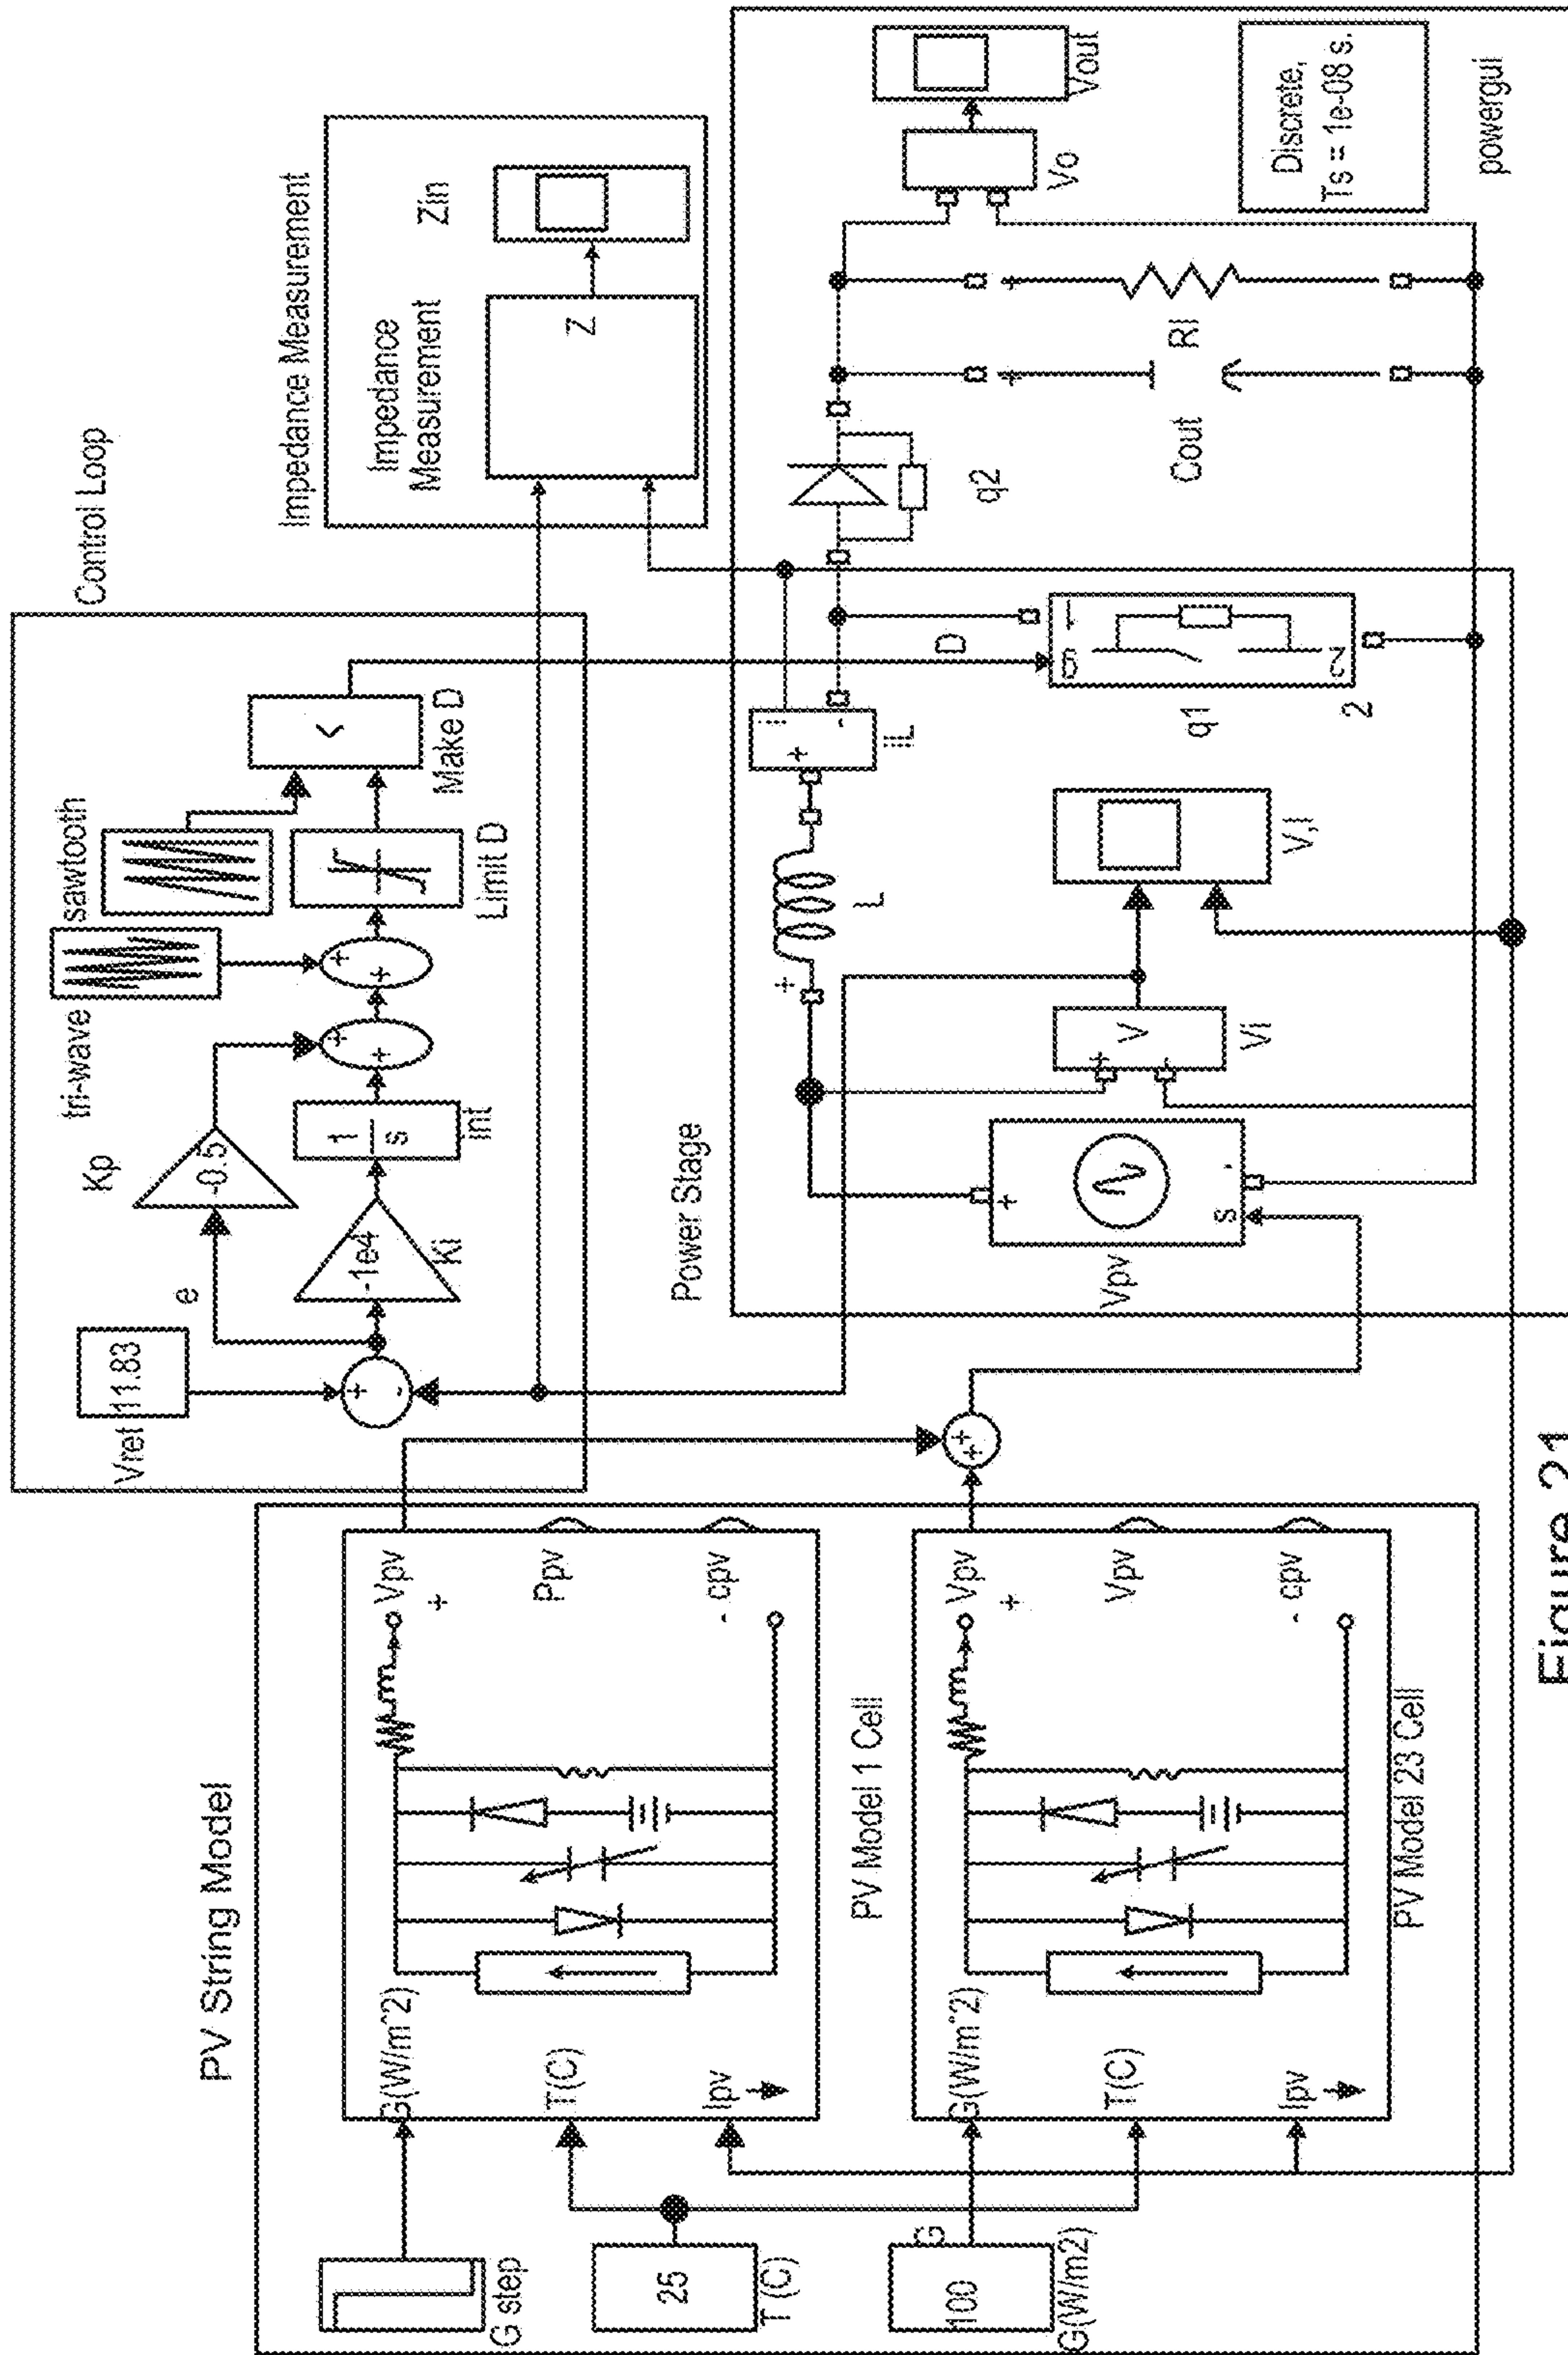 PV String Model
G step
25
T (C)
100
G
G(W/m2)
G(W/m^2)
T(C)
Ipv
Vpv
+
Ppv
- cpv
PV Model 1 Cell
G(W/m^2)
T(C)
Ipv
Vpv
+
Vpv
- cpv
PV Model 23 Cell
+
+
Control Loop
Vref
11.83
+
-
e
Kp
-0.5
-1e4
Ki
1
s
int
+
+
tri-wave
+
+
sawtooth
Limit D
<
Make D
Impedance Measurement
Impedance
Measurement
Z
Zin
Power Stage
Vpv
+
-
s
+
-
V
Vi
V,I
+
L
+
-
i
iL
D
g
1
2
q1
2
q2
+
Cout
+
Rl
Vo
Vout
Discrete,
Ts = 1e-08 s.
powergui
Figure 21